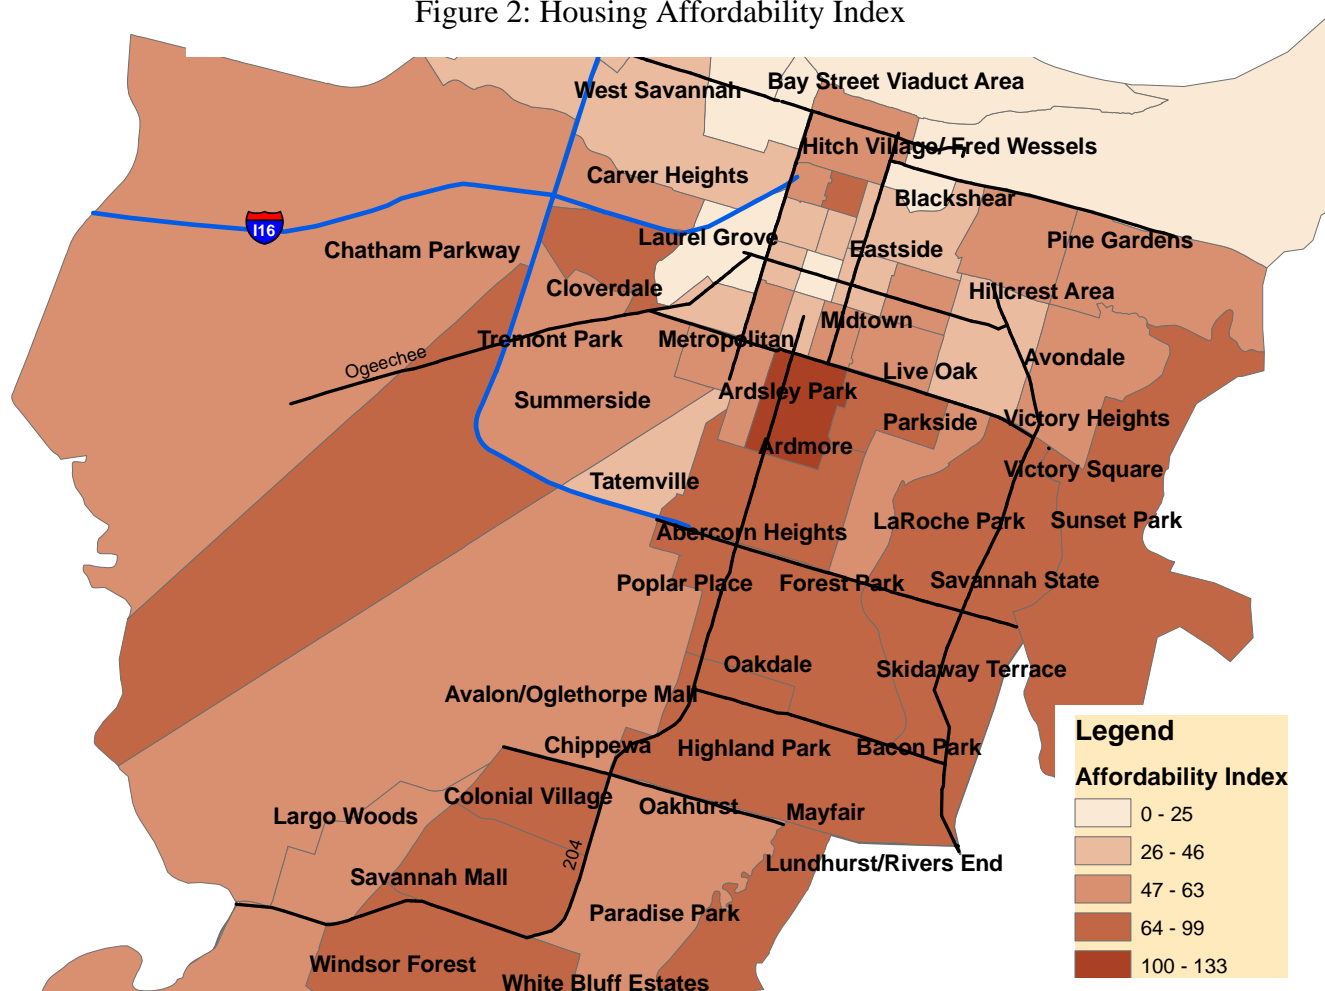 Figure 2: Housing Affordability Index
West Savannah
Bay Street Viaduct Area
Hitch Village/ Fred Wessels
Carver Heights
Blackshear
I16
Laurel Grove
Eastside
Pine Gardens
Chatham Parkway
Cloverdale
Hillcrest Area
Midtown
Tremont Park
Metropolitan
Ogeechee
Avondale
Live Oak
Ardsley Park
Summerside
Parkside
Victory Heights
Ardmore
Victory Square
Tatemville
LaRoche Park
Sunset Park
Abercorn Heights
Poplar Place
Forest Park
Savannah State
Oakdale
Skidaway Terrace
Avalon/Oglethorpe Mall
Chippewa
Highland Park
Bacon Park
Colonial Village
Oakhurst
Mayfair
Largo Woods
204
Lundhurst/Rivers End
Savannah Mall
Paradise Park
Windsor Forest
White Bluff Estates
Legend
Affordability Index
0 - 25
26 - 46
47 - 63
64 - 99
100 - 133